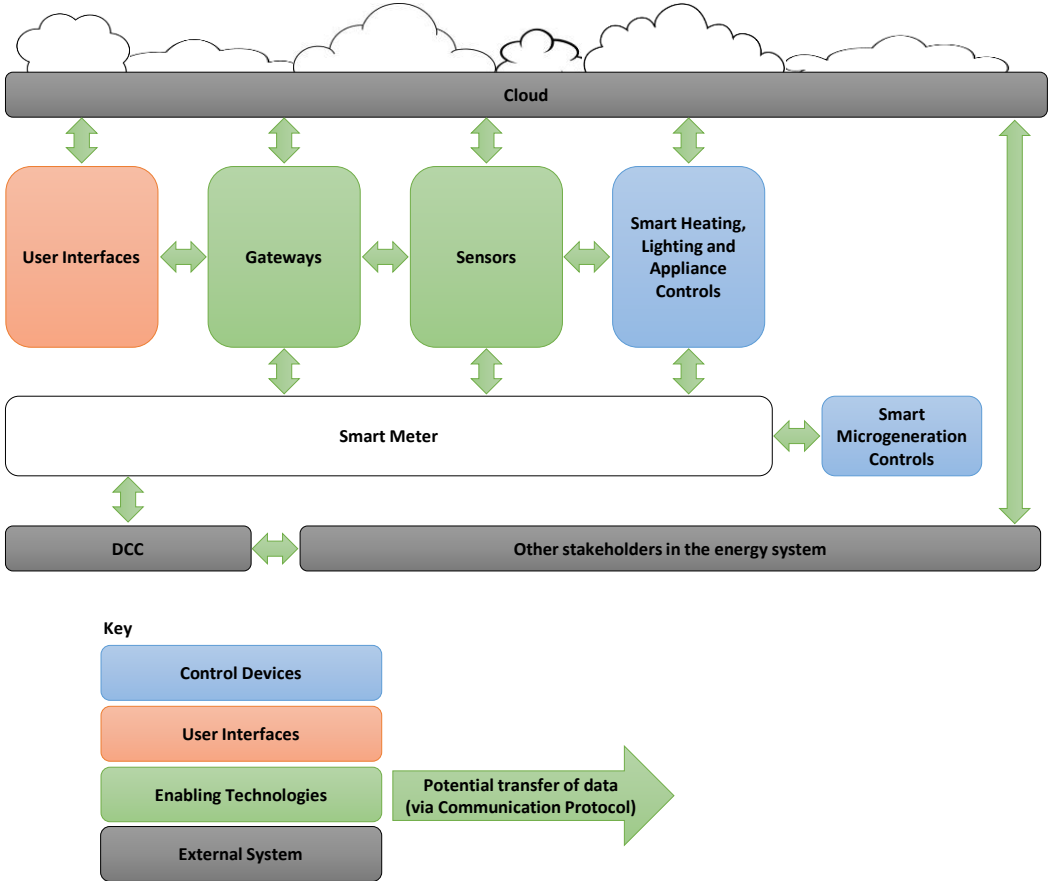 Cloud
User Interfaces
Gateways
Sensors
Smart Heating,
Lighting and
Appliance
Controls
Smart Meter
Smart
Microgeneration
Controls
DCC
Other stakeholders in the energy system
Key
Control Devices
User Interfaces
Enabling Technologies
Potential transfer of data
(via Communication Protocol)
External System